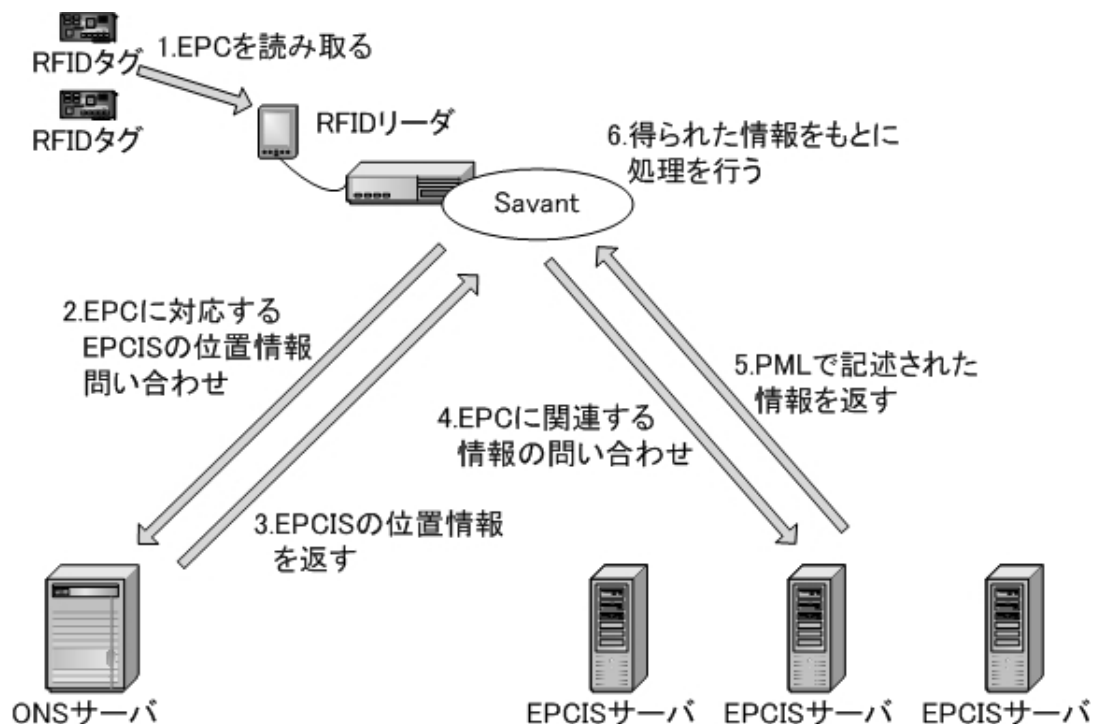 RFIDタグ
1.EPCを読み取る
RFIDタグ
RFIDリーダ
6.得られた情報をもとに
処理を行う
Savant
2.EPCに対応する
EPCISの位置情報
問い合わせ
5.PMLで記述された
情報を返す
4.EPCに関連する
情報の問い合わせ
3.EPCISの位置情報
を返す
ONSサーバ
EPCISサーバ
EPCISサーバ
EPCISサーバ